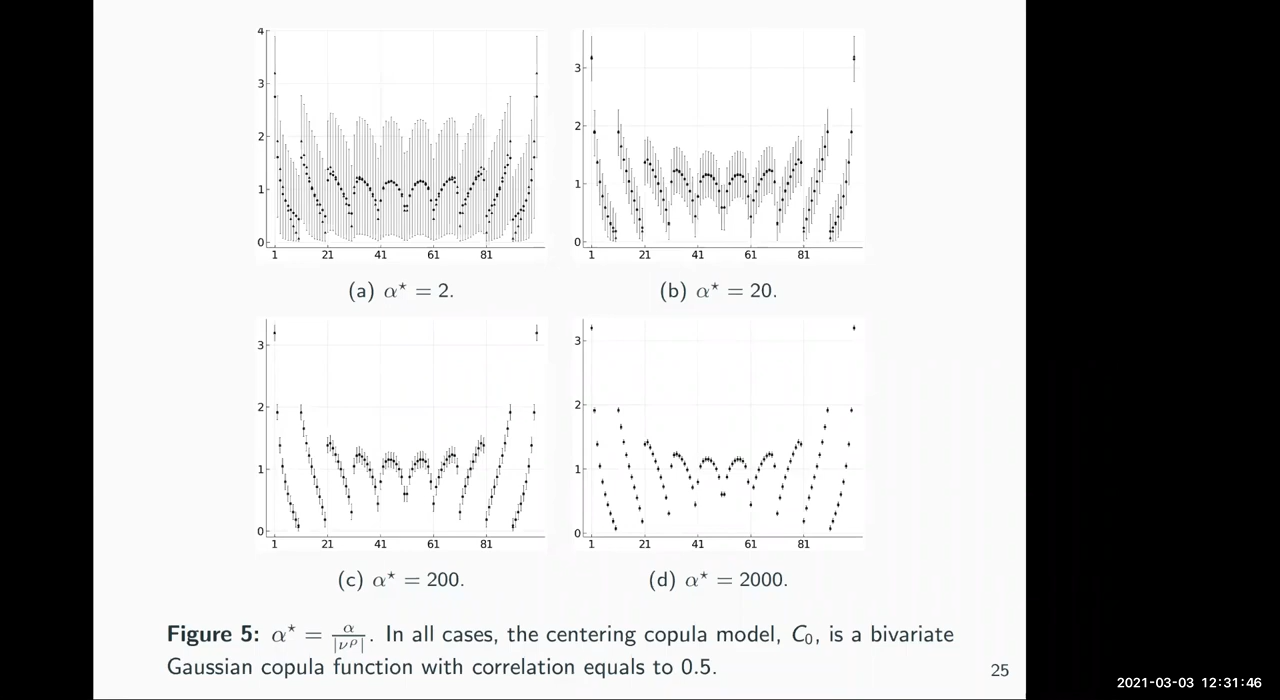 4
3
2
1
0
1 21 41 61 81
3
2
1
0
1 21 41 61 81
(a) α⋆ = 2.
(b) α⋆ = 20.
3
2
1
0
1 21 41 61 81
3
2
1
0
1 21 41 61 81
(c) α⋆ = 200.
(d) α⋆ = 2000.
Figure 5: α⋆ = α/|νᵖ|. In all cases, the centering copula model, C₀, is a bivariate
Gaussian copula function with correlation equals to 0.5.
25
2021-03-03 12:31:46